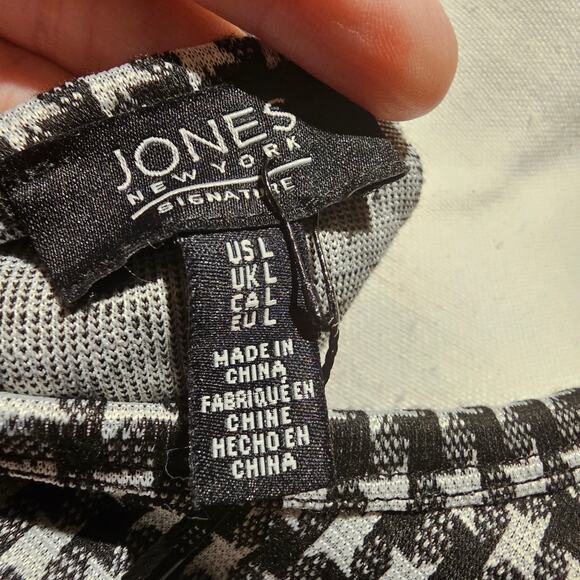 JONES
NEW YORK
SIGNATURE
US L
UK L
CA L
EU L
MADE IN
CHINA
FABRIQUÉ EN
CHINE
HECHO EN
CHINA